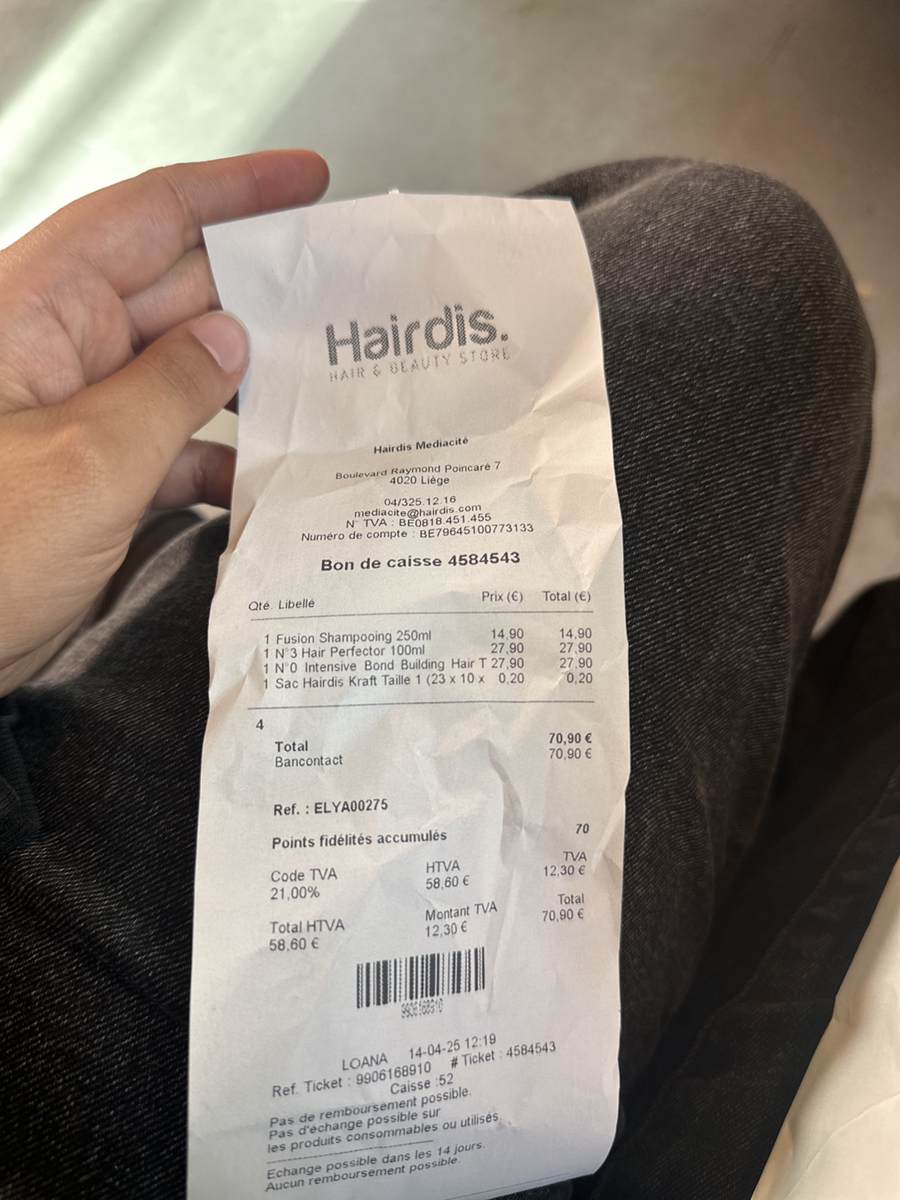 Hairdis.
HAIR & BEAUTY STORE
Hairdis Mediacité
Boulevard Raymond Poincaré 7
4020 Liège
04/325.12.16
mediacite@hairdis.com
N° TVA : BE0818.451.455
Numéro de compte : BE79645100773133
Bon de caisse 4584543
Qté Libellé Prix (€) Total (€)
1 Fusion Shampooing 250ml 14,90 14,90
1 N°3 Hair Perfector 100ml 27,90 27,90
1 N°0 Intensive Bond Building Hair T 27,90 27,90
1 Sac Hairdis Kraft Taille 1 (23 x 10 x 0,20 0,20
4
Total 70,90 €
Bancontact 70,90 €
Ref. : ELYA00275
Points fidélités accumulés 70
Code TVA HTVA TVA
21,00% 58,60 € 12,30 €
Total HTVA Montant TVA Total
58,60 € 12,30 € 70,90 €
LOANA 14-04-25 12:19
Ref. Ticket : 9906168910 # Ticket : 4584543
Caisse :52
Pas de remboursement possible.
Pas d'échange possible sur
les produits consommables ou utilisés.
Echange possible dans les 14 jours.
Aucun remboursement possible.